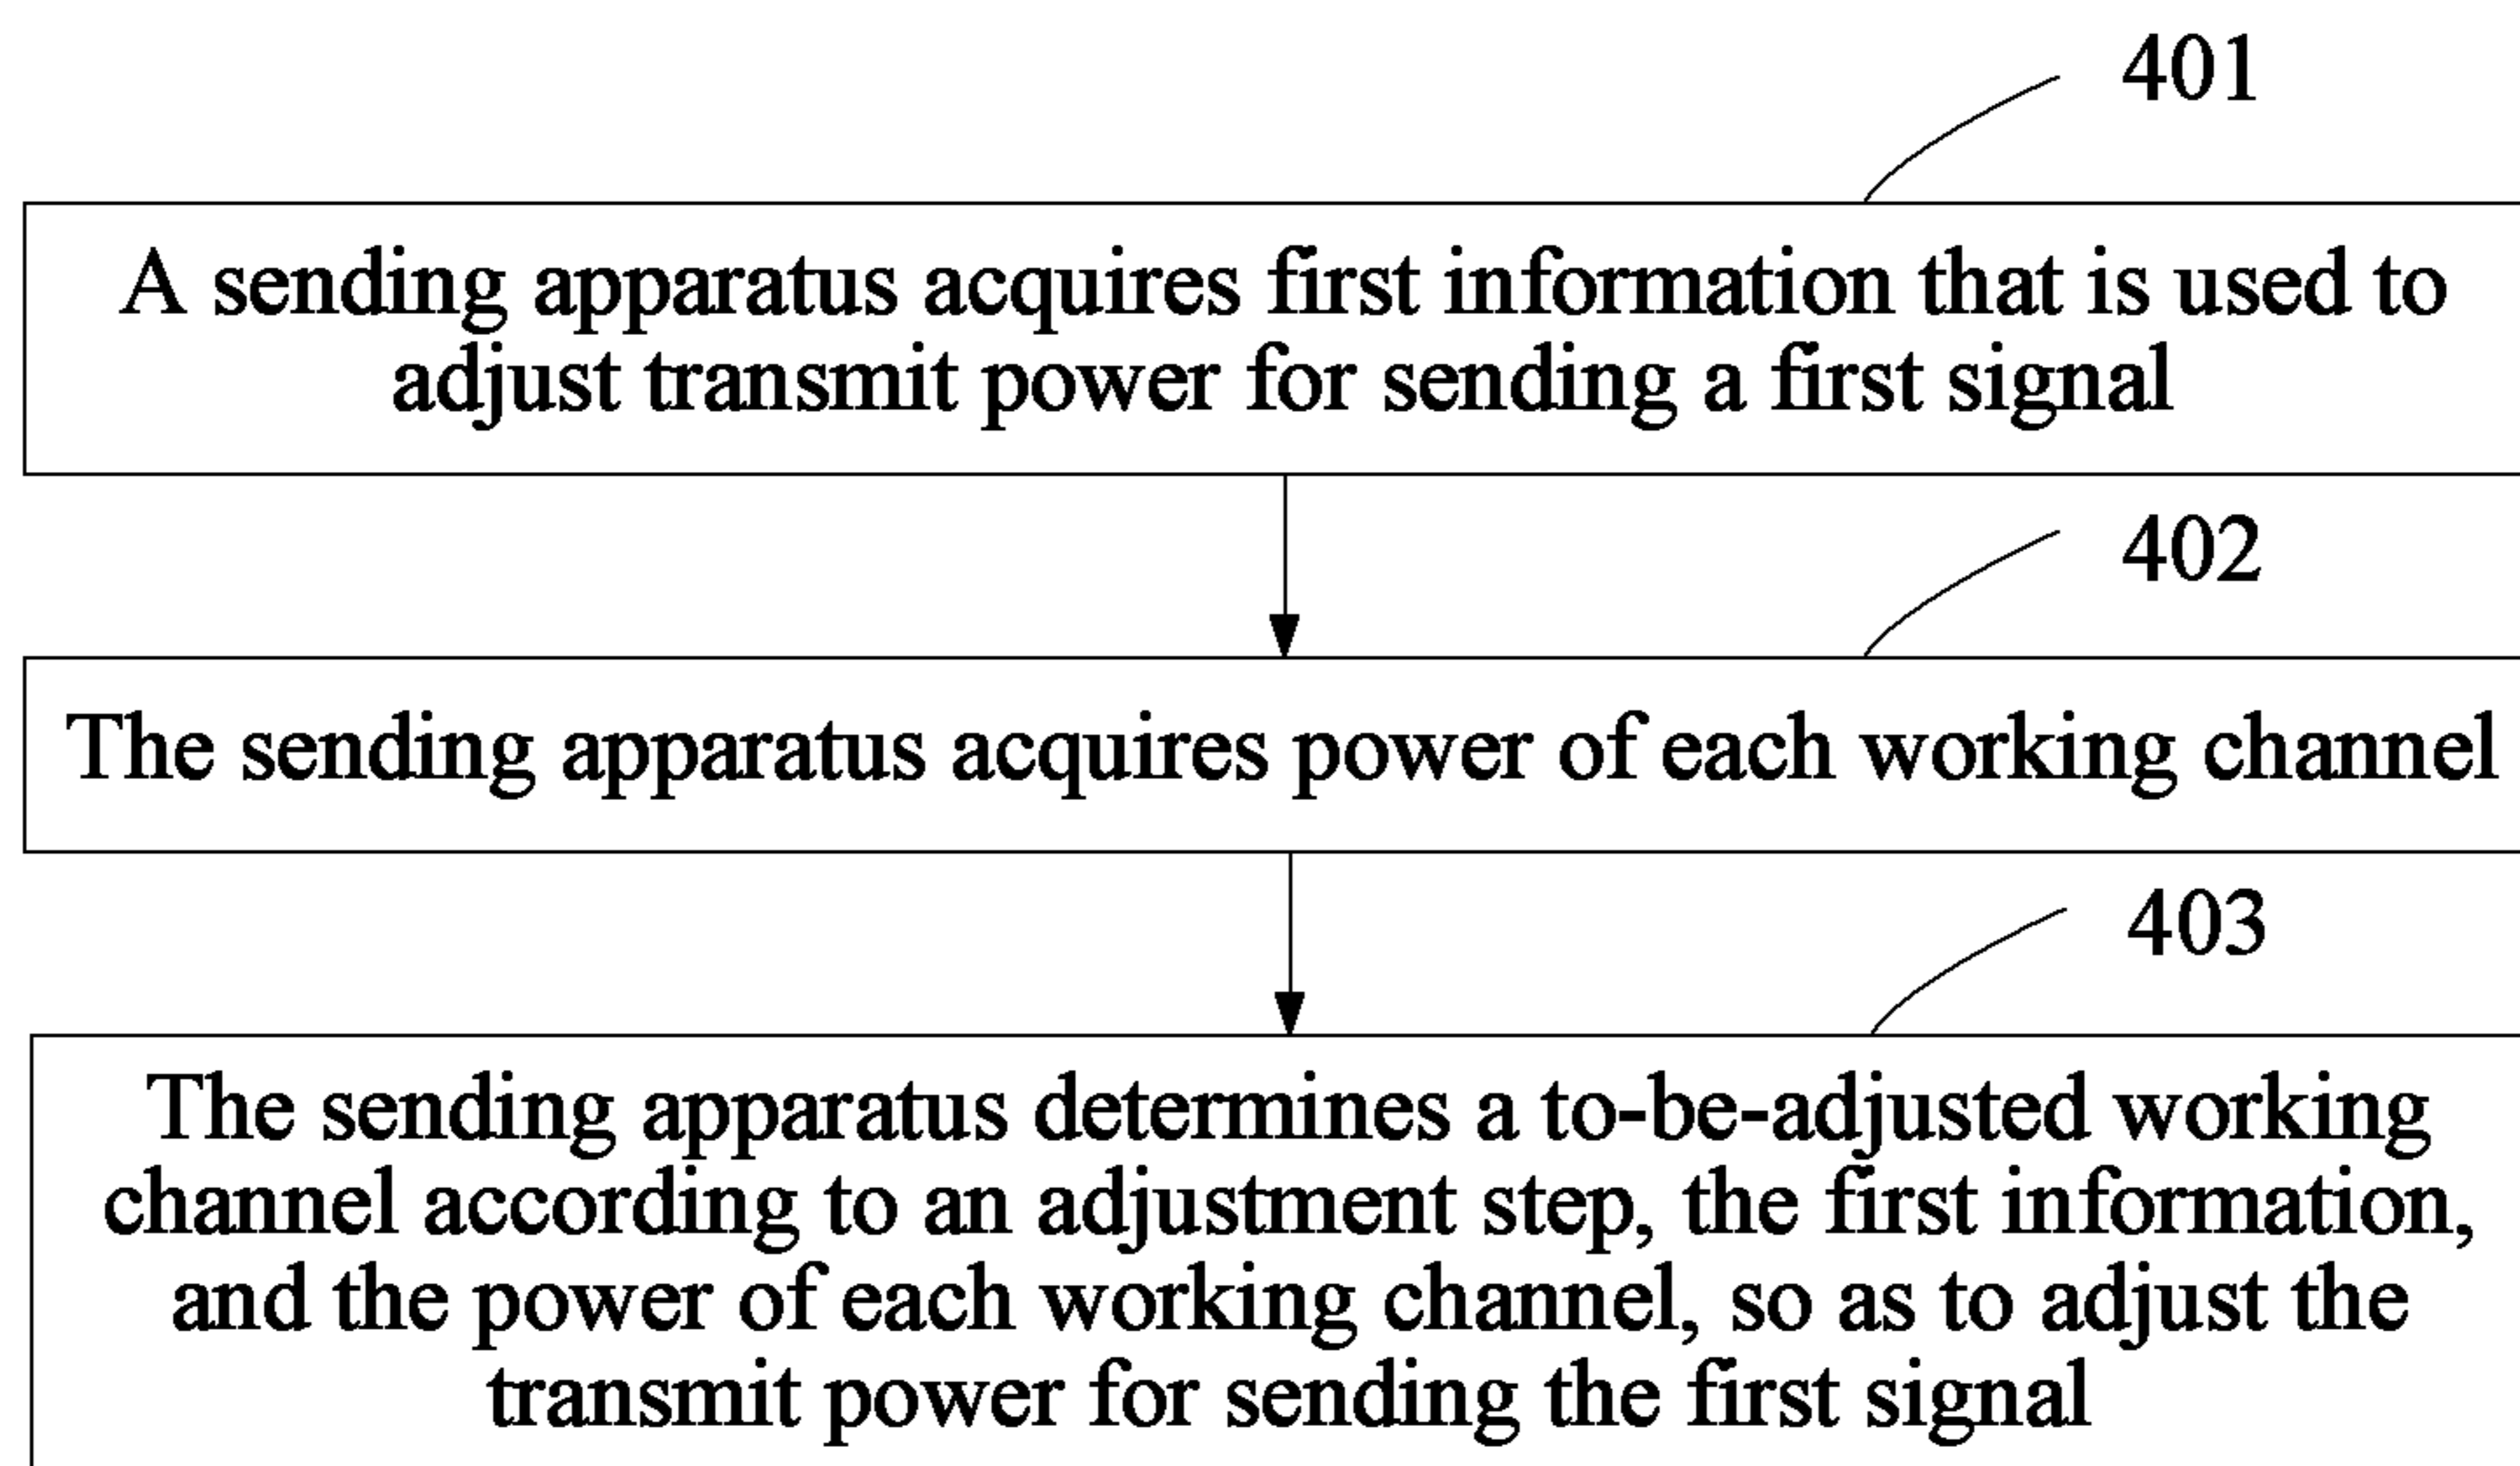 401
A sending apparatus acquires first information that is used to
adjust transmit power for sending a first signal
402
The sending apparatus acquires power of each working channel
403
The sending apparatus determines a to-be-adjusted working
channel according to an adjustment step, the first information,
and the power of each working channel, so as to adjust the
transmit power for sending the first signal